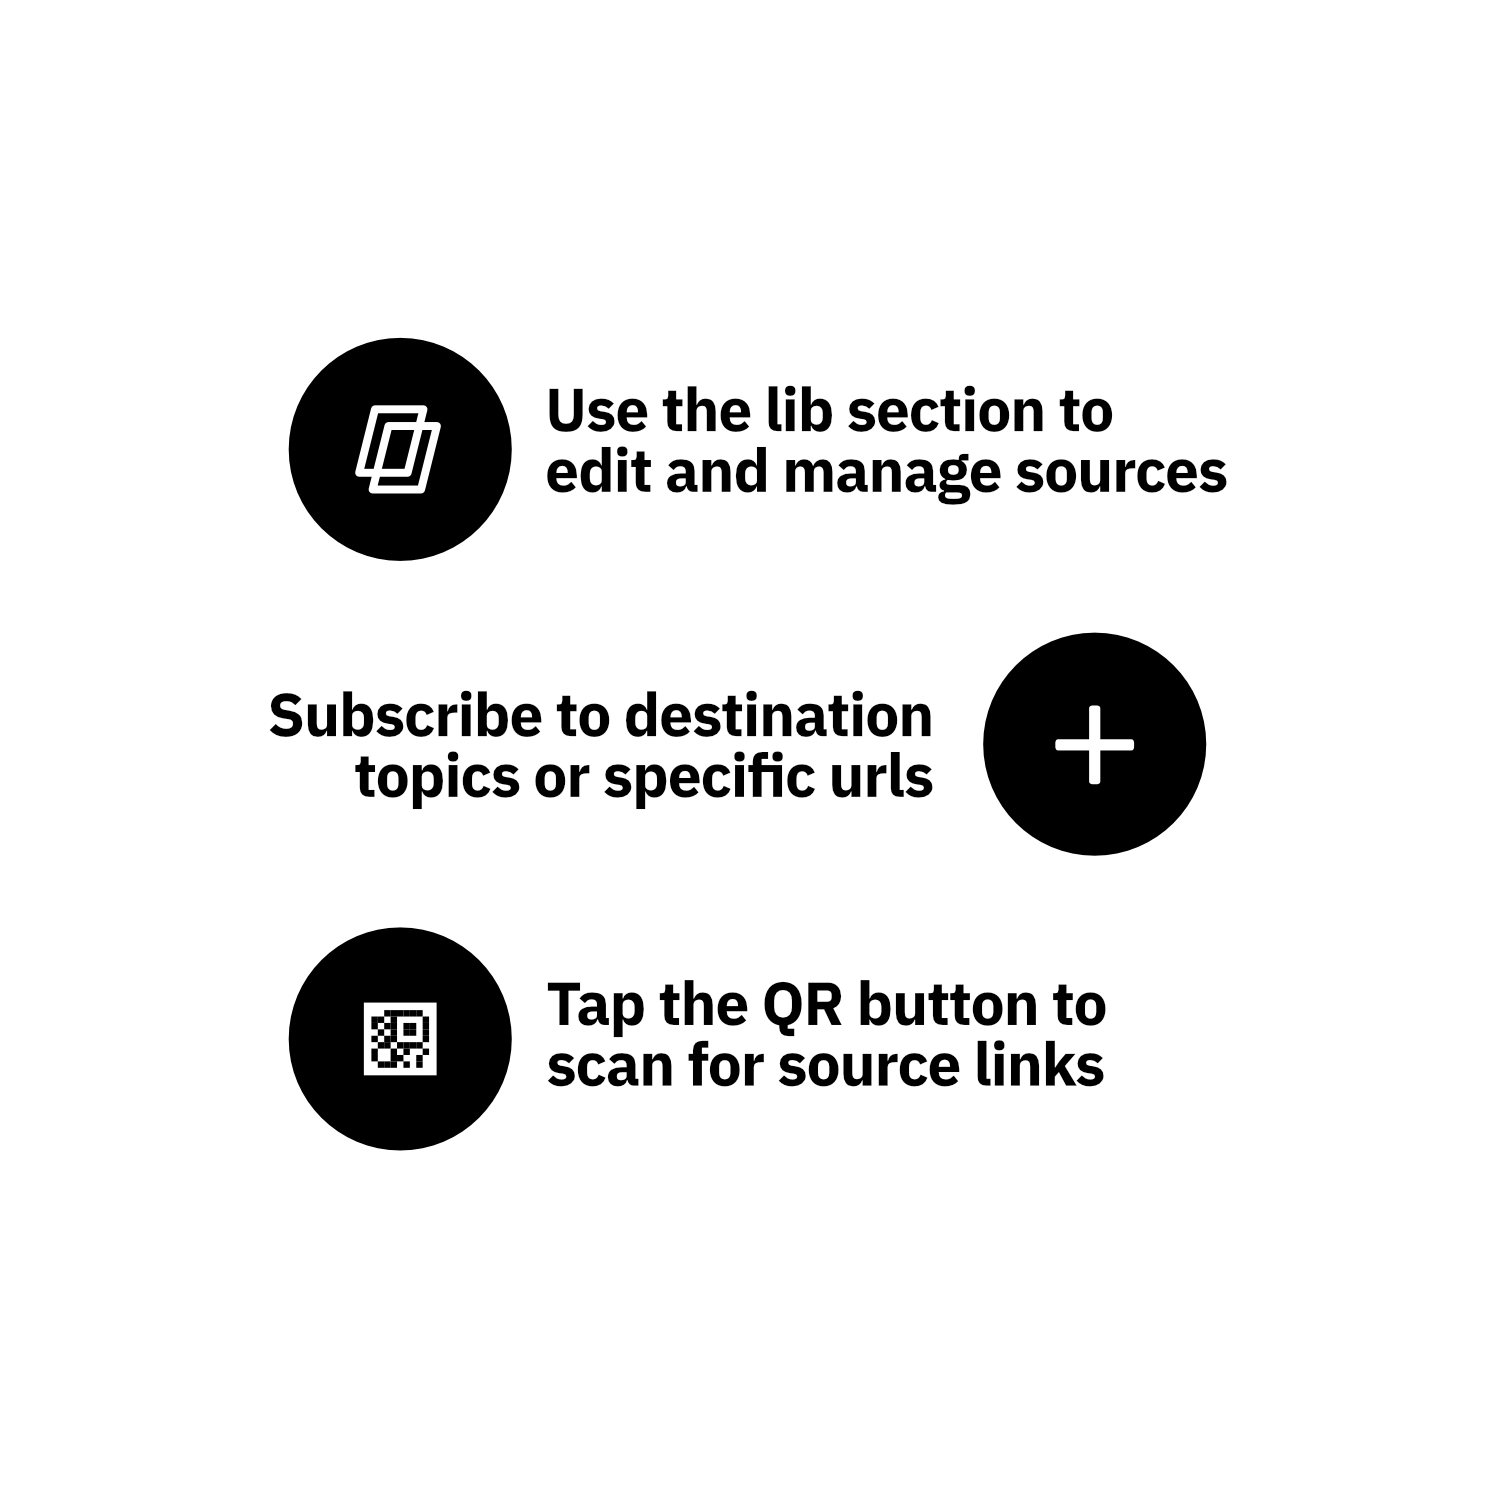 Use the lib section to
edit and manage sources
Subscribe to destination
topics or specific urls
Tap the QR button to
scan for source links